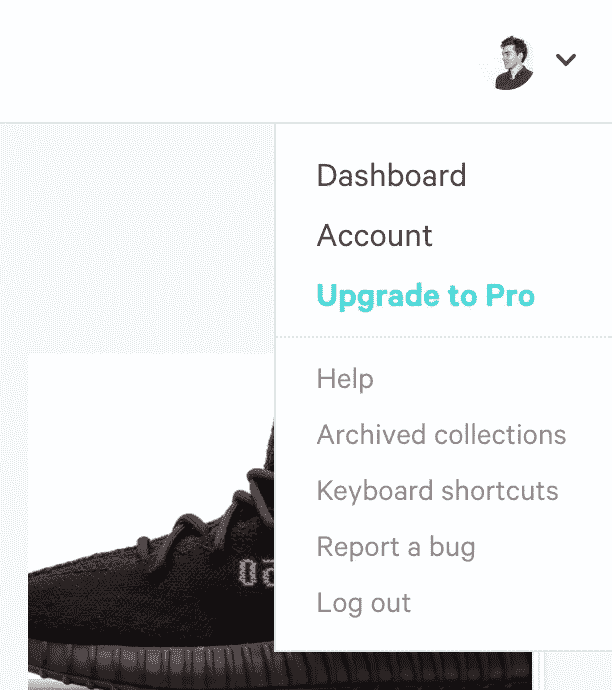 Dashboard
Account
Upgrade to Pro
Help
Archived collections
Keyboard shortcuts
Report a bug
Log out